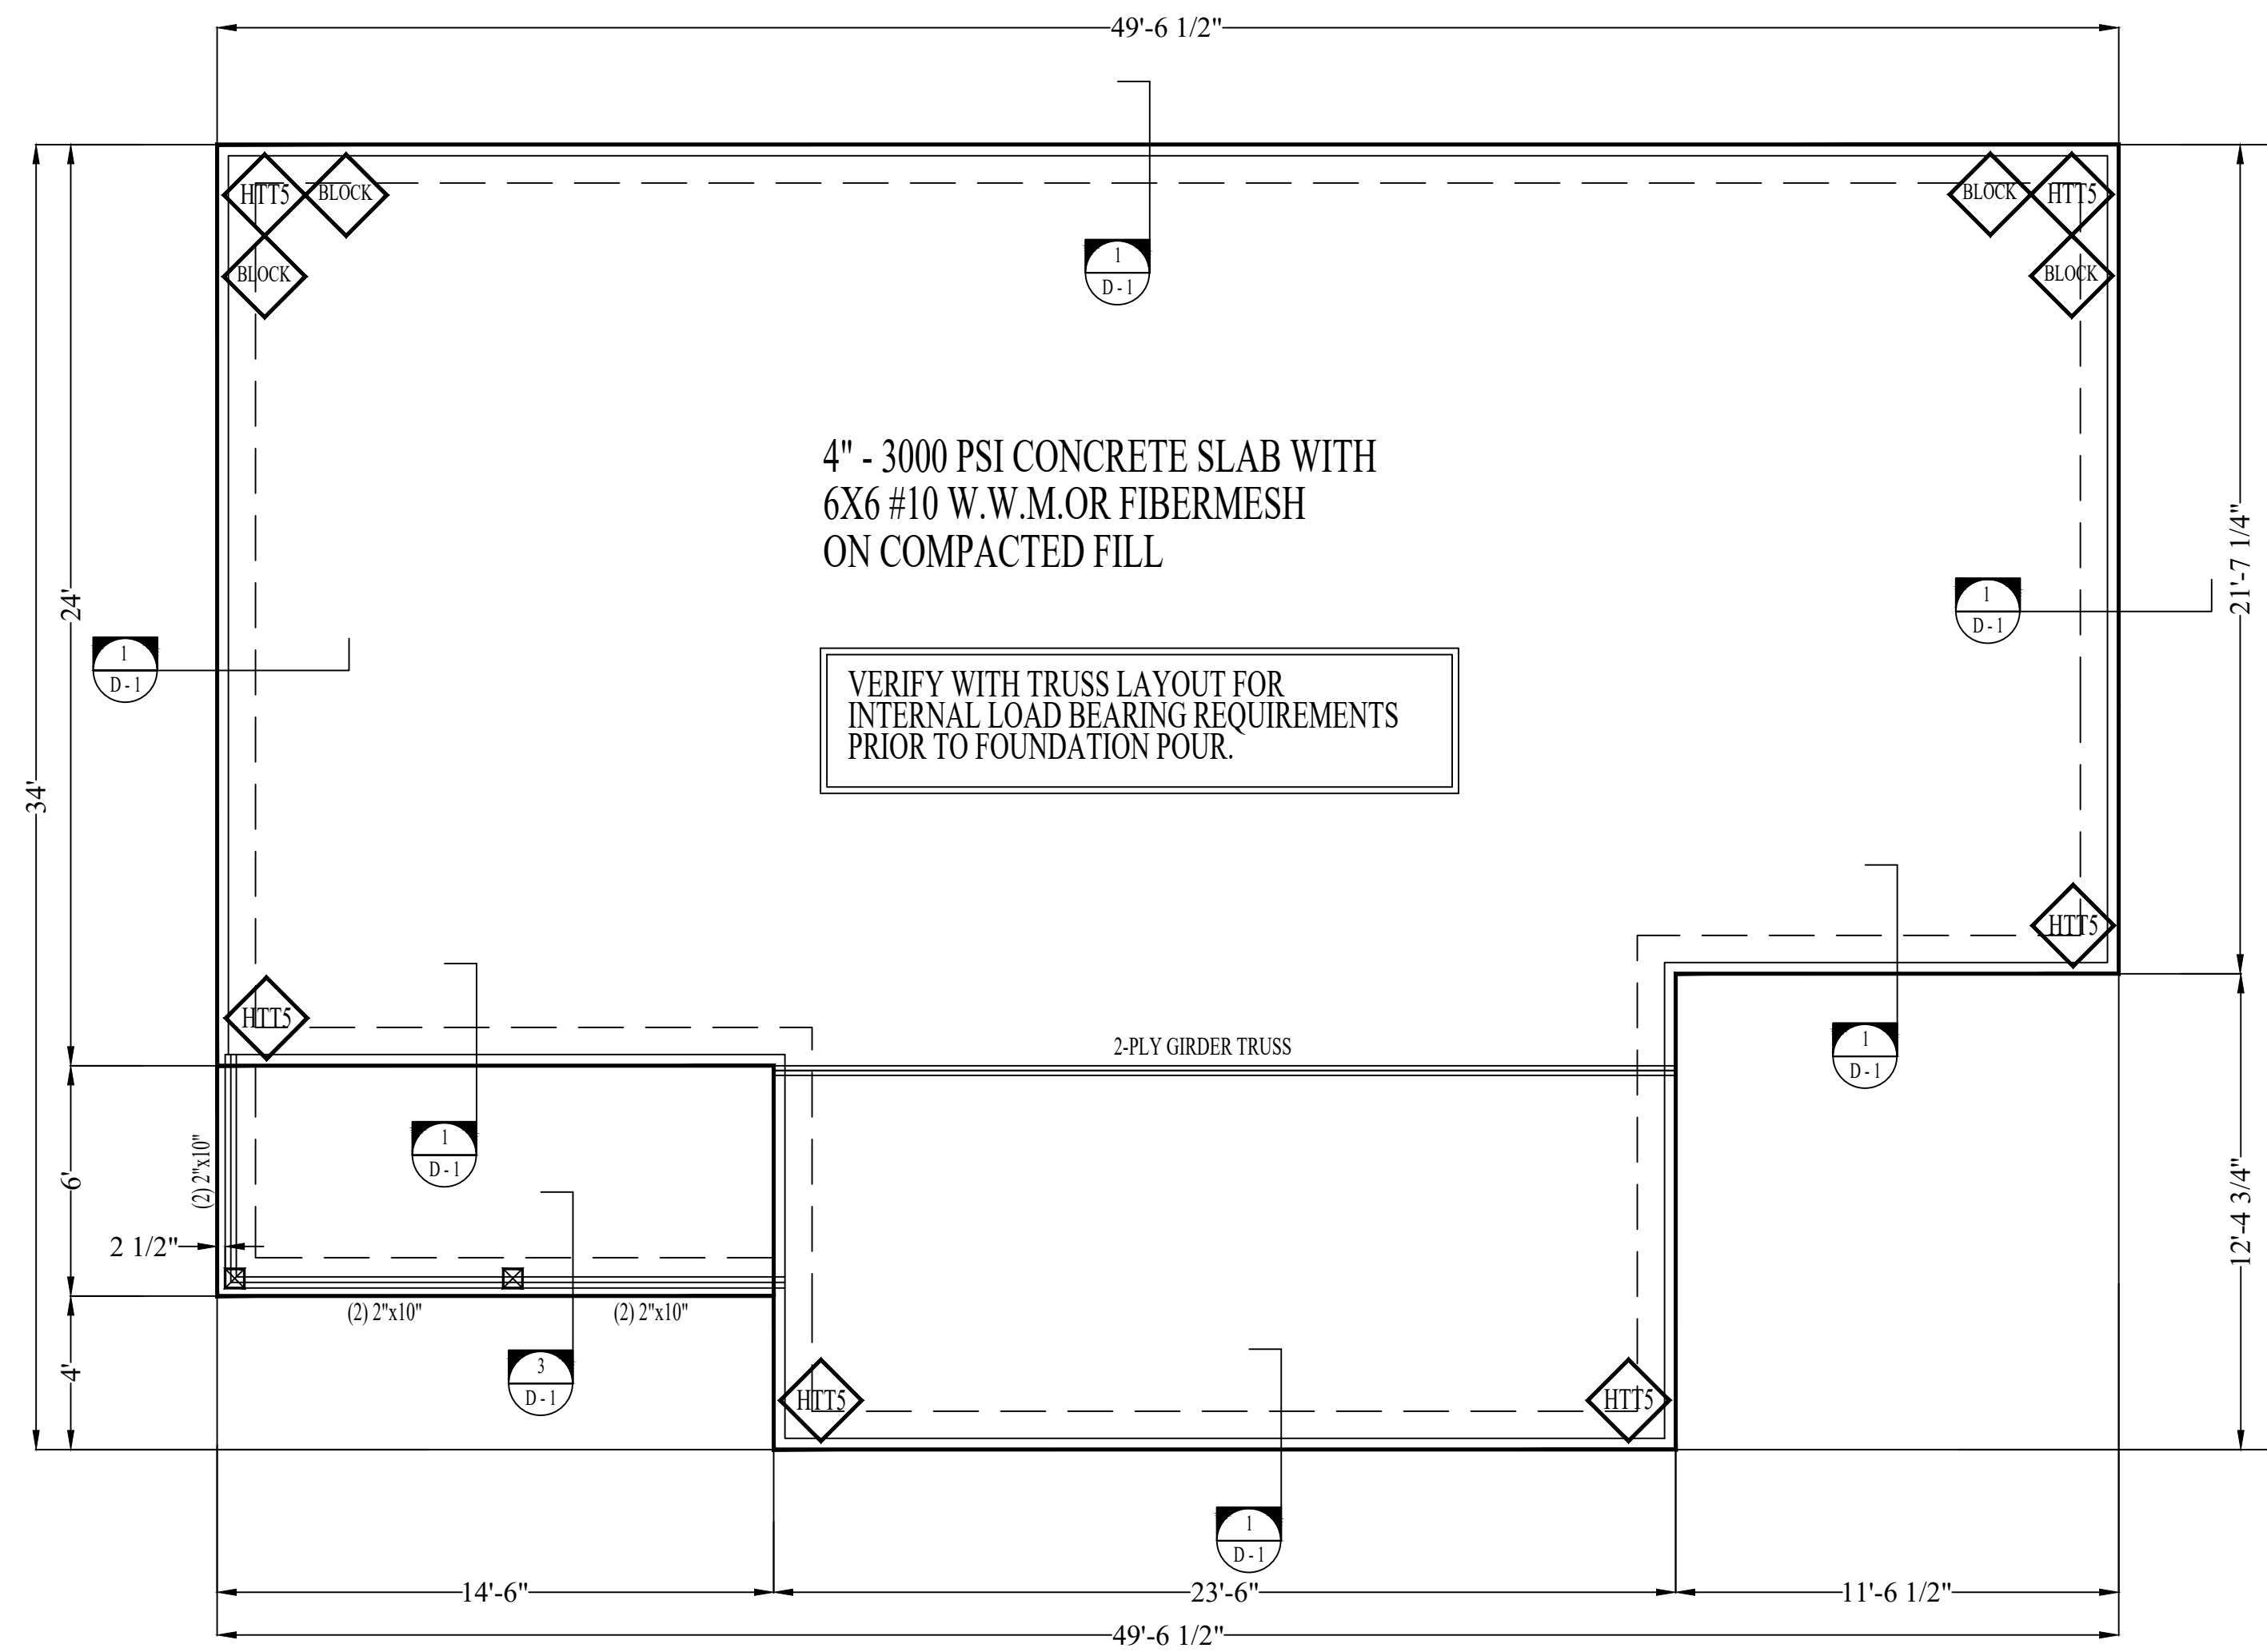 49'-6 1/2"
HTT5
BLOCK
BLOCK
HTT5
BLOCK
BLOCK
1
D - 1
4" - 3000 PSI CONCRETE SLAB WITH
6X6 #10 W.W.M.OR FIBERMESH
ON COMPACTED FILL
21'-7 1/4"
24'
1
D - 1
1
D - 1
VERIFY WITH TRUSS LAYOUT FOR
INTERNAL LOAD BEARING REQUIREMENTS
PRIOR TO FOUNDATION POUR.
34'
HTT5
HTT5
2-PLY GIRDER TRUSS
1
D - 1
1
D - 1
(2) 2"x10"
6'
12'-4 3/4"
2 1/2"
(2) 2"x10"
(2) 2"x10"
4'
3
D - 1
HTT5
HTT5
1
D - 1
14'-6"
23'-6"
11'-6 1/2"
49'-6 1/2"